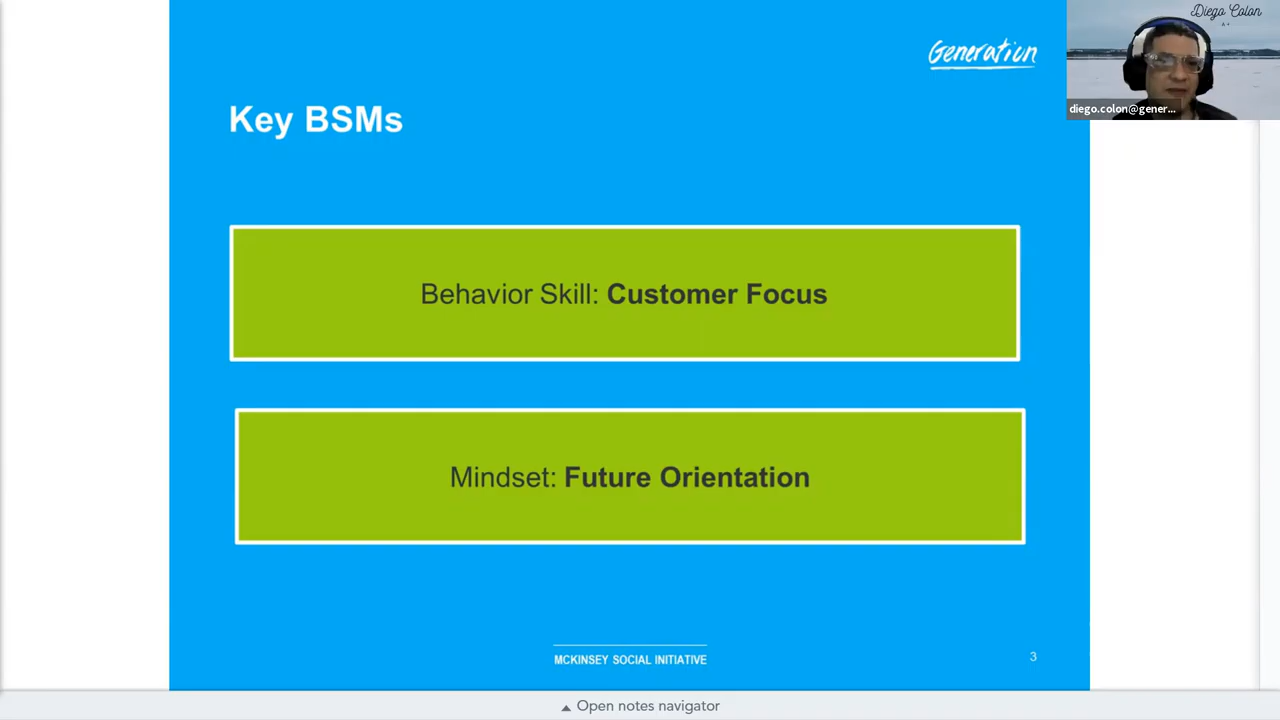 Generation
Diego Colon
diego.colon@gener...
Key BSMs
Behavior Skill: Customer Focus
Mindset: Future Orientation
MCKINSEY SOCIAL INITIATIVE
3
Open notes navigator